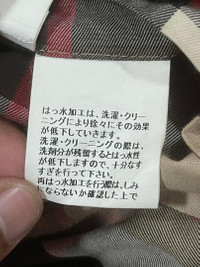 はっ水加工は、洗濯・クリー
ニングにより徐々にその効果
が低下していきます。
洗濯・クリーニングの際は、
洗剤分が残留するとはっ水性
が低下しますので、十分なす
すぎを行って下さい。
再はっ水加工を行う際は、しみ
にならないか確認した上で